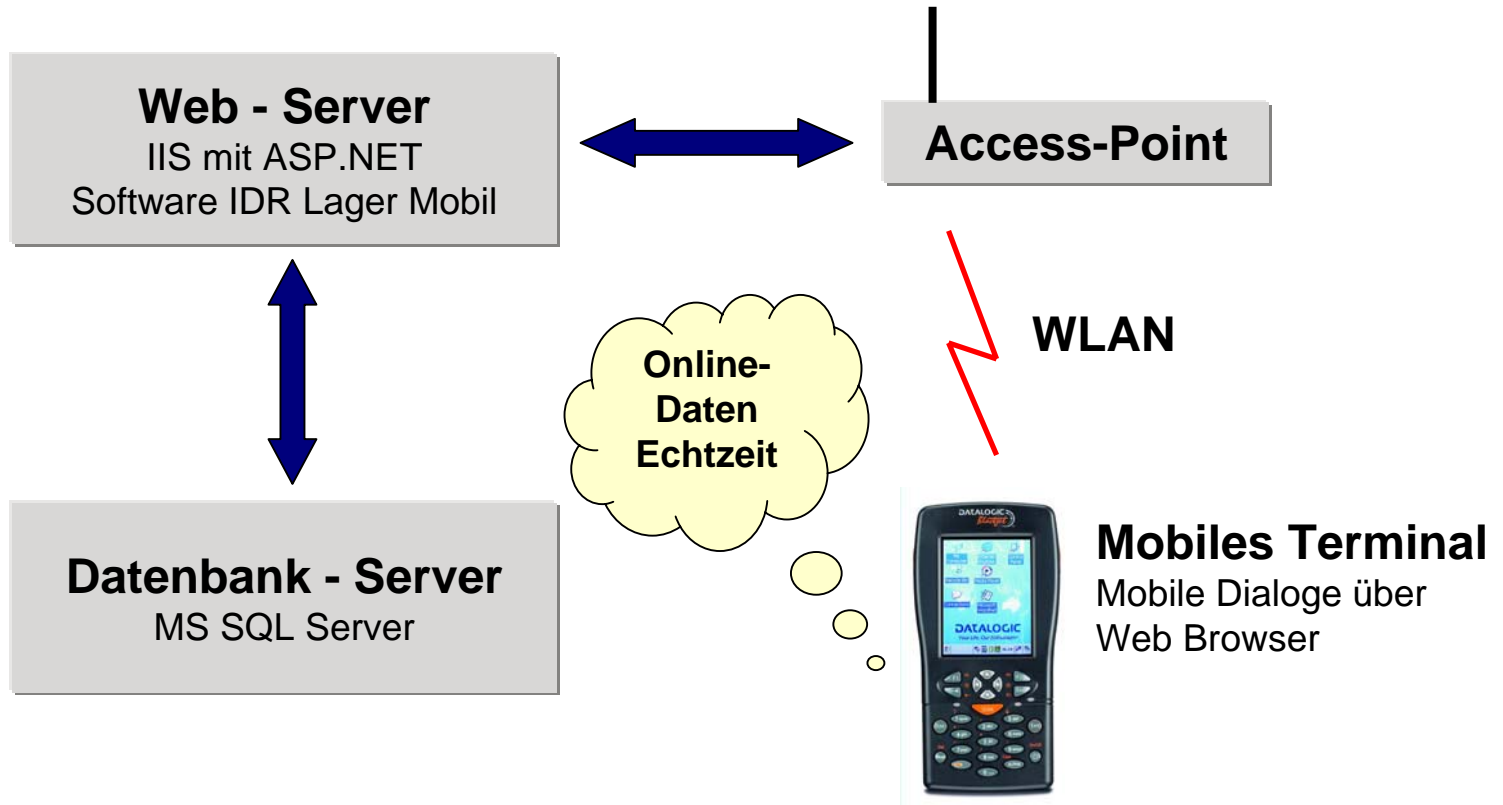 Web - Server
IIS mit ASP.NET
Software IDR Lager Mobil
Access-Point
WLAN
Online-
Daten
Echtzeit
Datenbank - Server
MS SQL Server
Mobiles Terminal
Mobile Dialoge über
Web Browser
DATALOGIC
DATALOGIC